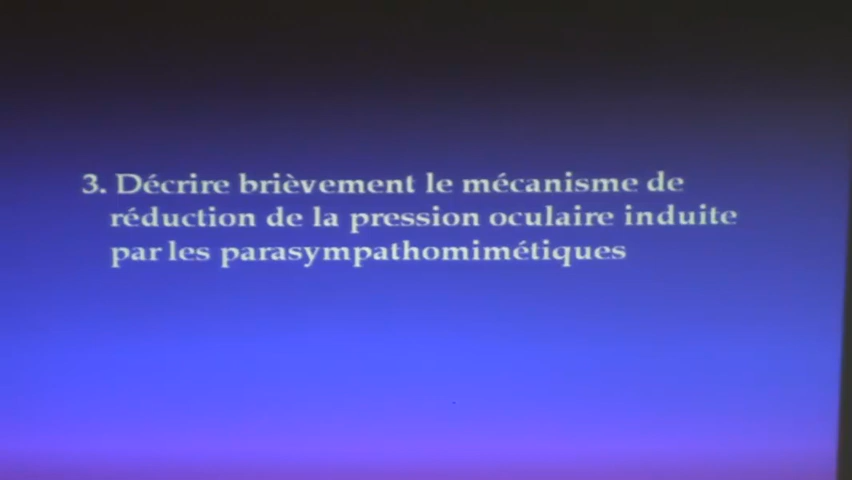 3. Décrire brièvement le mécanisme de
réduction de la pression oculaire induite
par les parasympathomimétiques